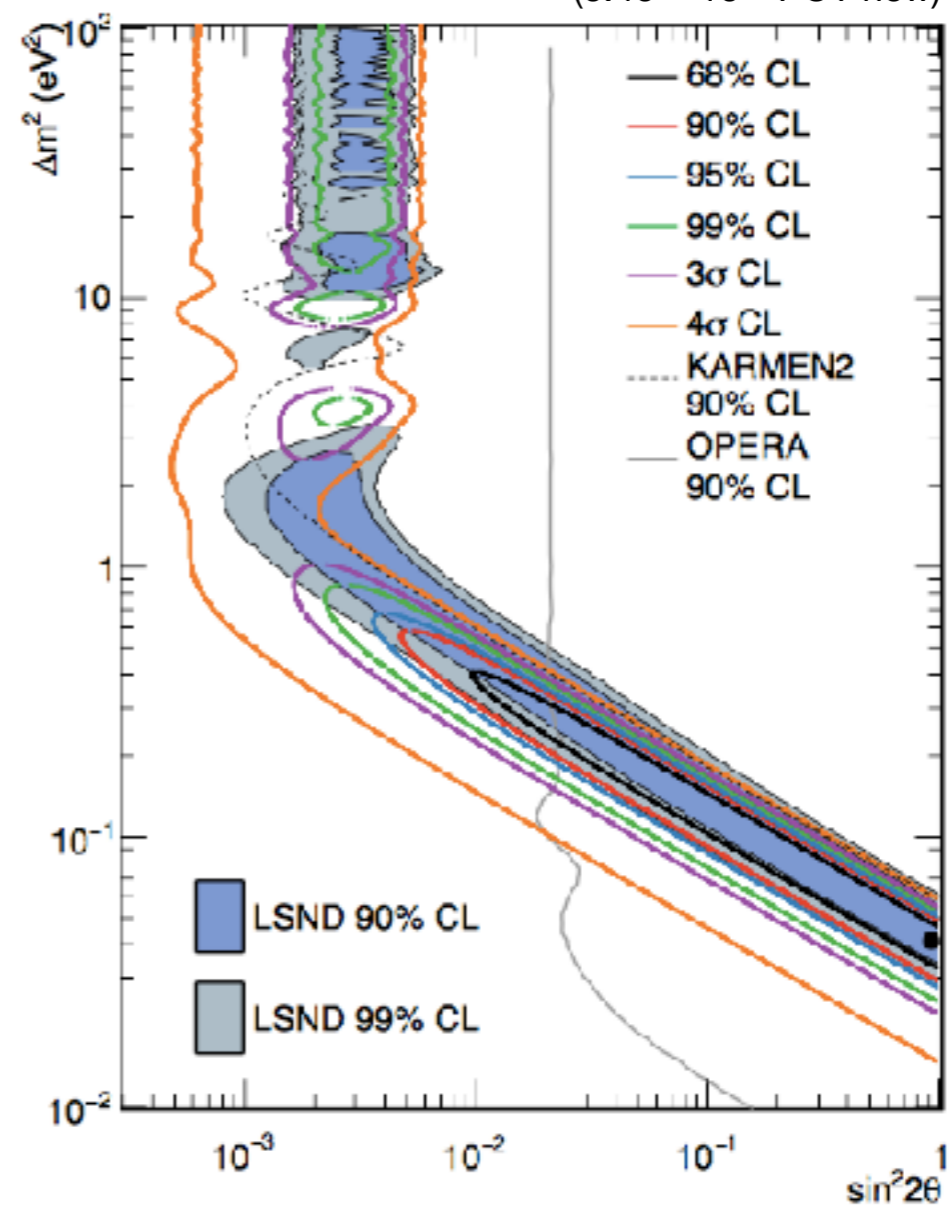 Δm² (eV²)
10²
10
1
10⁻¹
10⁻²
68% CL
90% CL
95% CL
99% CL
3σ CL
4σ CL
KARMEN2
90% CL
OPERA
90% CL
LSND 90% CL
LSND 99% CL
10⁻³ 10⁻² 10⁻¹ 1
sin²2θ